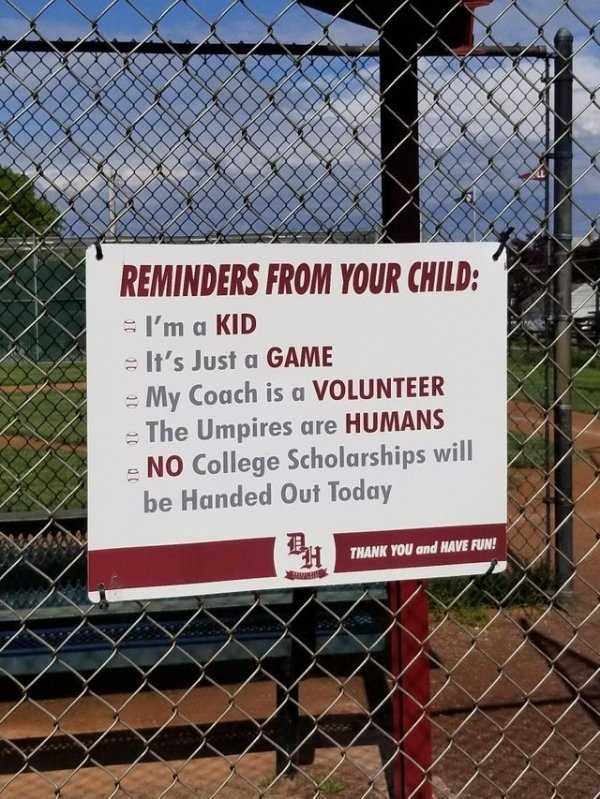 REMINDERS FROM YOUR CHILD:
I'm a KID
It's Just a GAME
My Coach is a VOLUNTEER
The Umpires are HUMANS
NO College Scholarships will
be Handed Out Today
DH
THANK YOU and HAVE FUN!